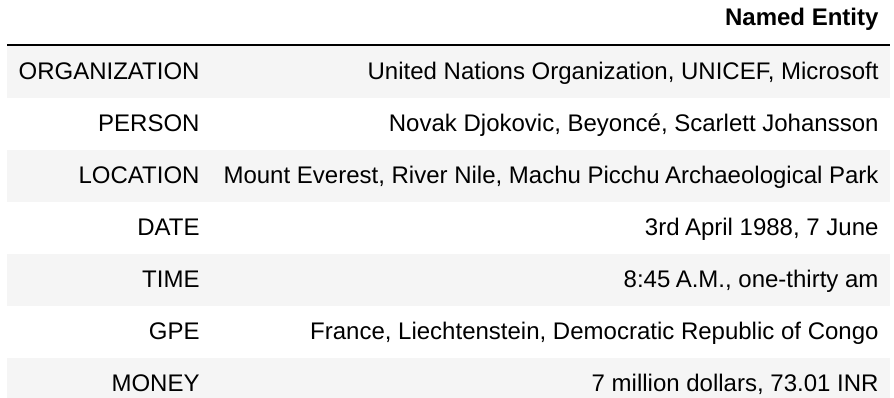 Named Entity
ORGANIZATION United Nations Organization, UNICEF, Microsoft
PERSON Novak Djokovic, Beyoncé, Scarlett Johansson
LOCATION Mount Everest, River Nile, Machu Picchu Archaeological Park
DATE 3rd April 1988, 7 June
TIME 8:45 A.M., one-thirty am
GPE France, Liechtenstein, Democratic Republic of Congo
MONEY 7 million dollars, 73.01 INR